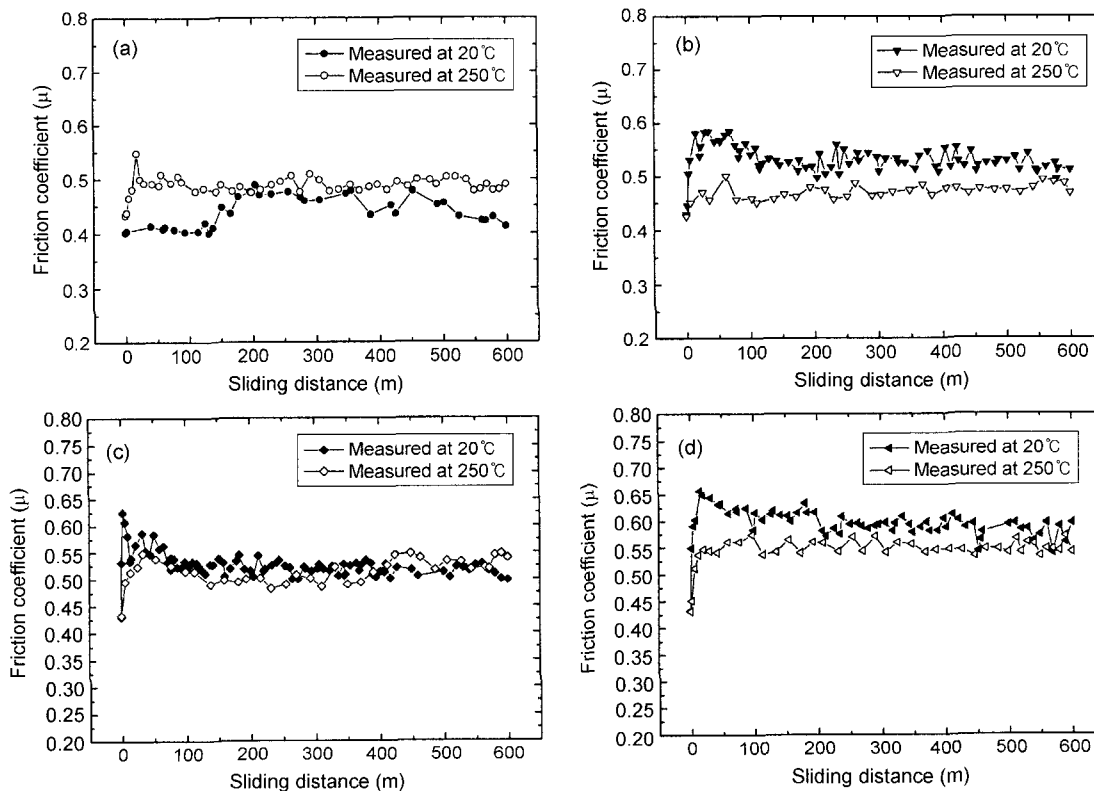 (a)
Measured at 20℃
Measured at 250℃
0.8
0.7
0.6
0.5
0.4
0.3
0.2
Friction coefficient (μ)
0 100 200 300 400 500 600
Sliding distance (m)
(b)
Measured at 20℃
Measured at 250℃
0.8
0.7
0.6
0.5
0.4
0.3
0.2
Friction coefficient (μ)
0 100 200 300 400 500 600
Sliding distance (m)
(c)
Measured at 20℃
Measured at 250℃
0.80
0.75
0.70
0.65
0.60
0.55
0.50
0.45
0.40
0.35
0.30
0.25
0.20
Friction coefficient (μ)
0 100 200 300 400 500 600
Sliding distance (m)
(d)
Measured at 20℃
Measured at 250℃
0.80
0.75
0.70
0.65
0.60
0.55
0.50
0.45
0.40
0.35
0.30
0.25
0.20
Friction coefficient (μ)
0 100 200 300 400 500 600
Sliding distance (m)